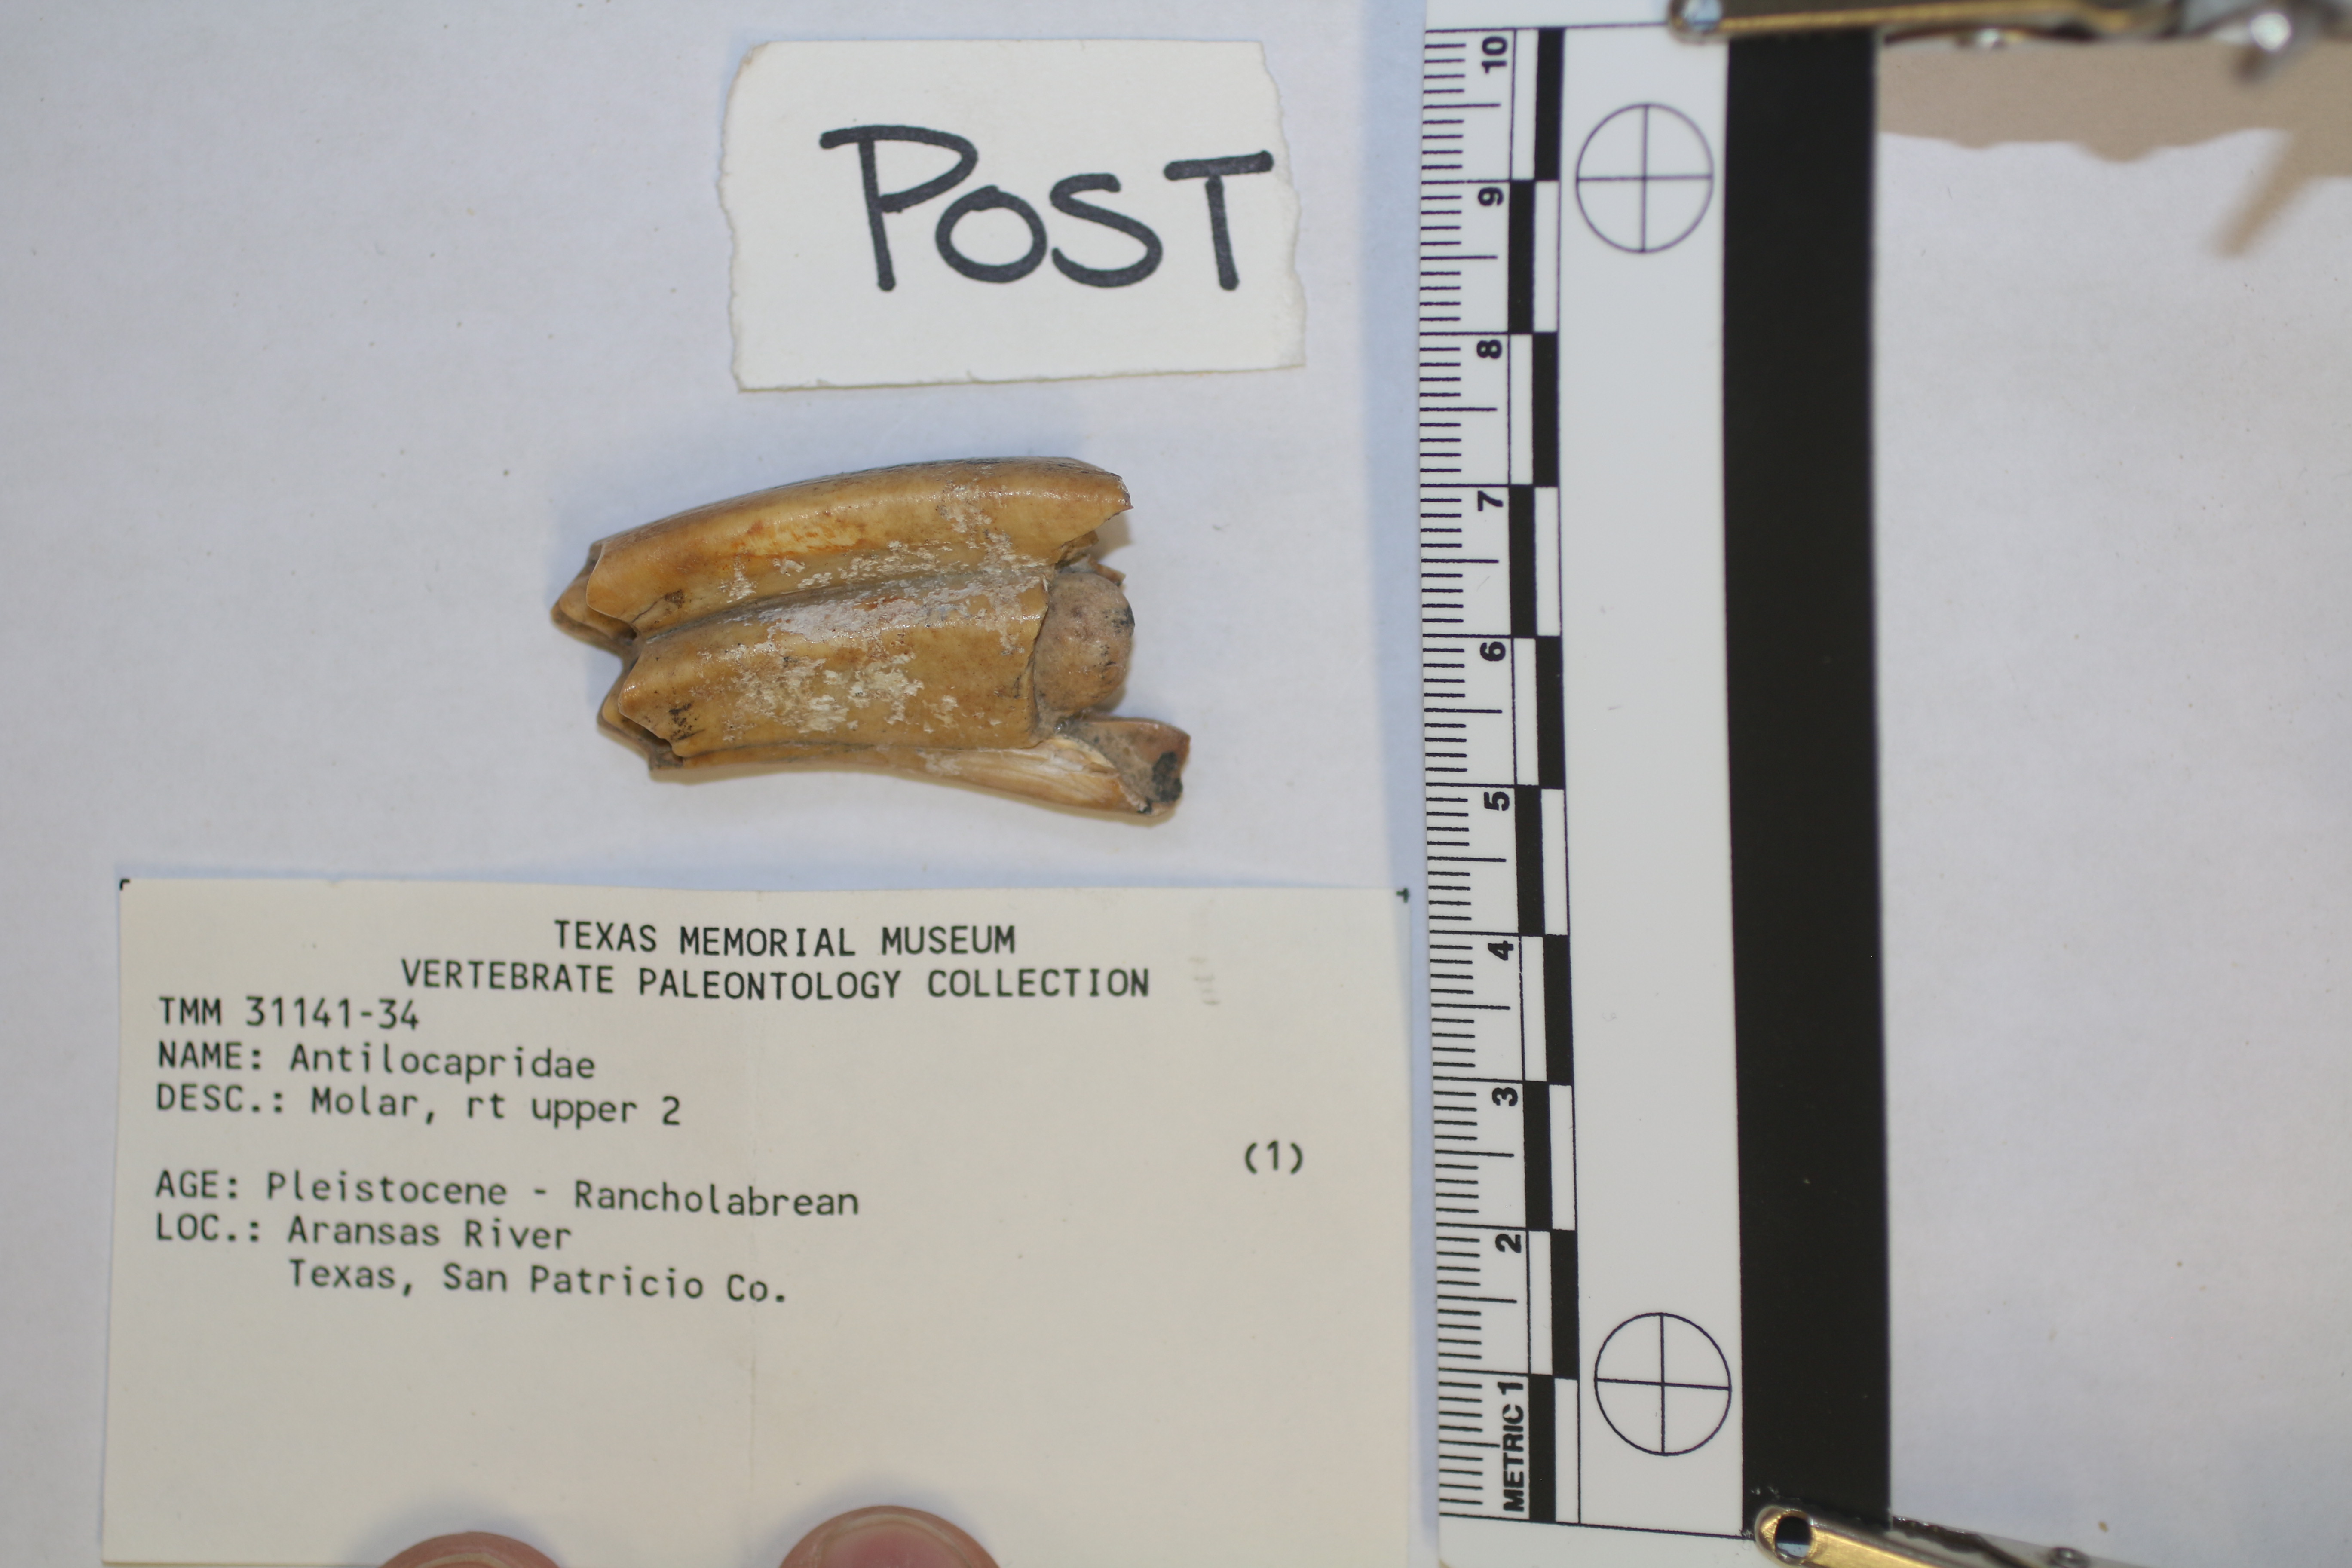 POST
TEXAS MEMORIAL MUSEUM
VERTEBRATE PALEONTOLOGY COLLECTION
TMM 31141-34
NAME: Antilocapridae
DESC.: Molar, rt upper 2
(1)
AGE: Pleistocene - Rancholabrean
LOC.: Aransas River
Texas, San Patricio Co.
10
9
8
7
6
5
4
3
2
METRIC 1